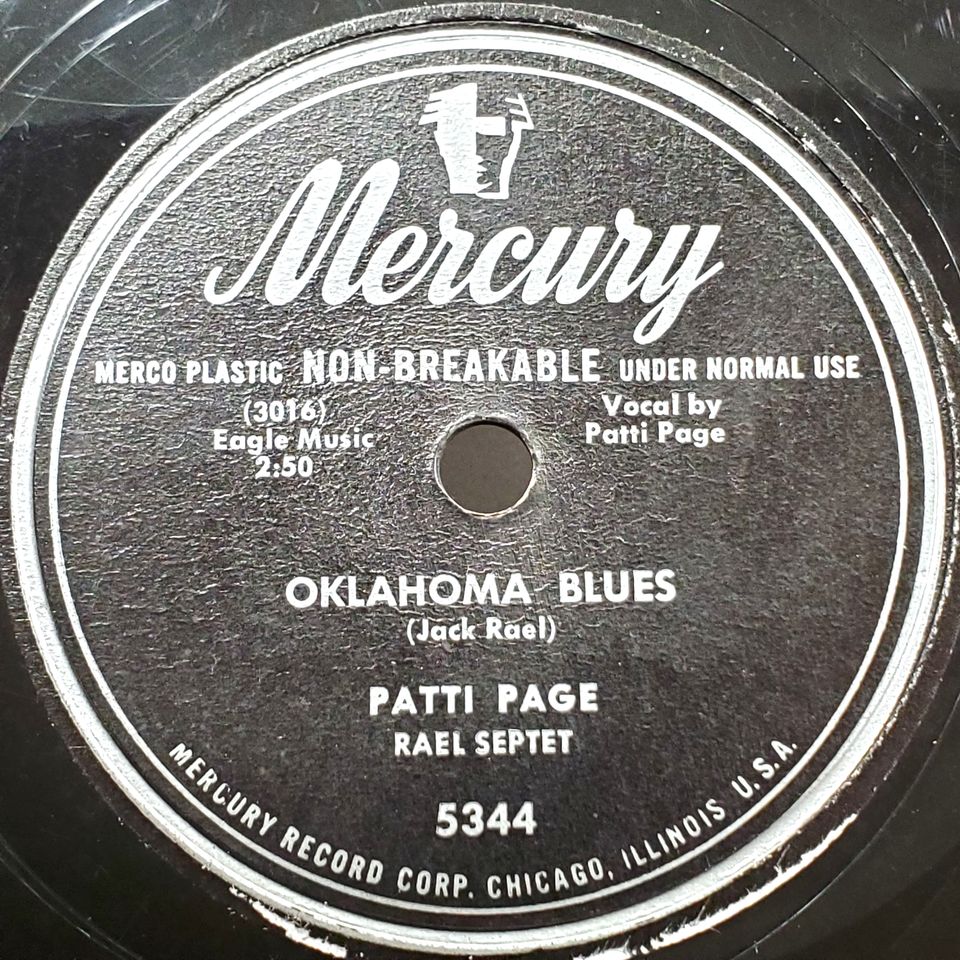 Mercury
MERCO PLASTIC NON-BREAKABLE UNDER NORMAL USE
(3016)
Eagle Music
2:50
Vocal by
Patti Page
OKLAHOMA BLUES
(Jack Rael)
PATTI PAGE
RAEL SEPTET
5344
MERCURY RECORD CORP. CHICAGO, ILLINOIS U.S.A.